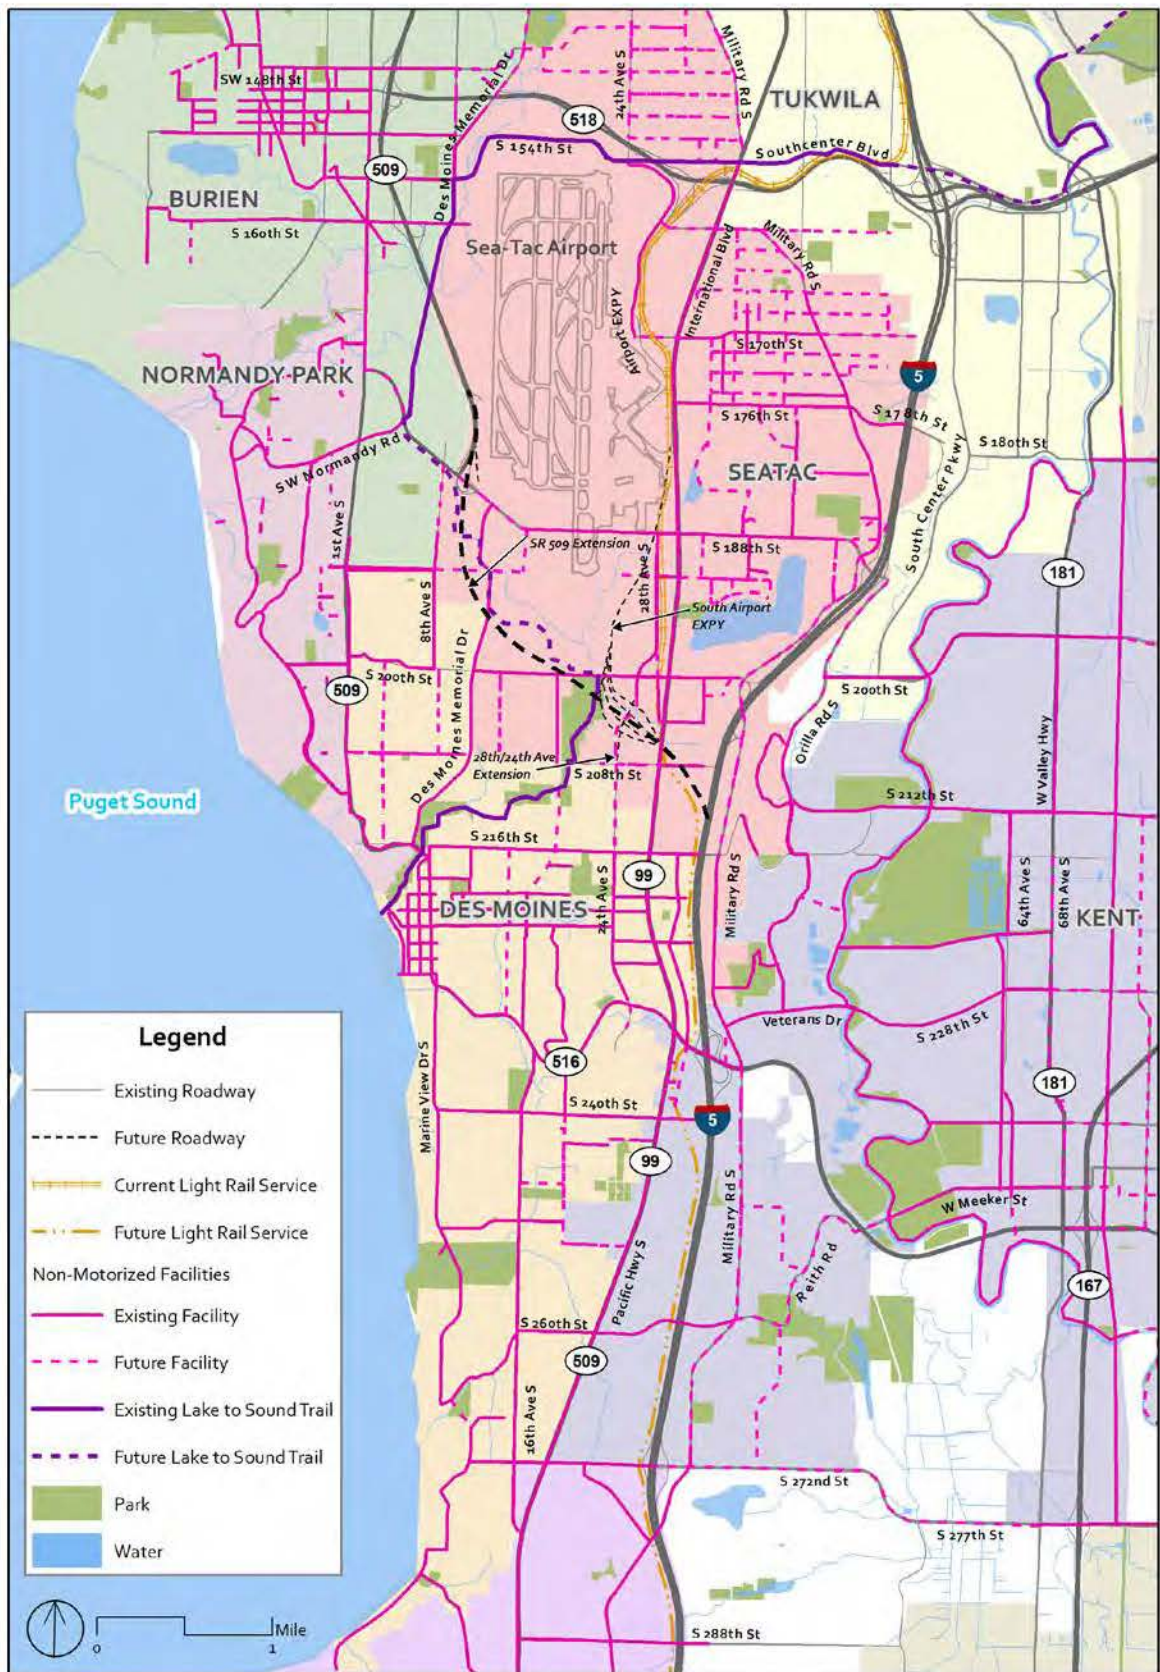 SW 148th St
Des Moines Memorial Dr
24th Ave S
Military Rd S
TUKWILA
518
S 154th St
Southcenter Blvd
509
BURIEN
S 160th St
Sea-Tac Airport
International Blvd
Military Rd S
Airport EXPY
S 170th St
NORMANDY PARK
5
S 176th St
S 178th St
S 180th St
SW Normandy Rd
SEATAC
South Center Pkwy
1st Ave S
SR 509 Extension
S 188th St
28th Ave S
181
8th Ave S
South Airport
EXPY
Des Moines Memorial Dr
S 200th St
509
S 200th St
Orilla Rd S
W Valley Hwy
28th/24th Ave
Extension
S 208th St
S 212th St
Puget Sound
S 216th St
99
24th Ave S
Military Rd S
64th Ave S
68th Ave S
KENT
DES MOINES
Veterans Dr
S 228th St
516
181
Marine View Dr S
S 240th St
5
99
Military Rd S
W Meeker St
Reith Rd
Pacific Hwy S
167
S 260th St
509
16th Ave S
S 272nd St
S 277th St
S 288th St
Legend
Existing Roadway
Future Roadway
Current Light Rail Service
Future Light Rail Service
Non-Motorized Facilities
Existing Facility
Future Facility
Existing Lake to Sound Trail
Future Lake to Sound Trail
Park
Water
Mile
0 1